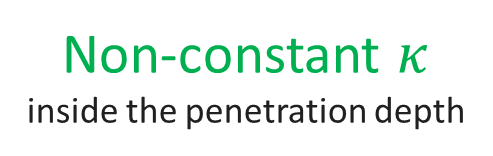 Non-constant κ
inside the penetration depth